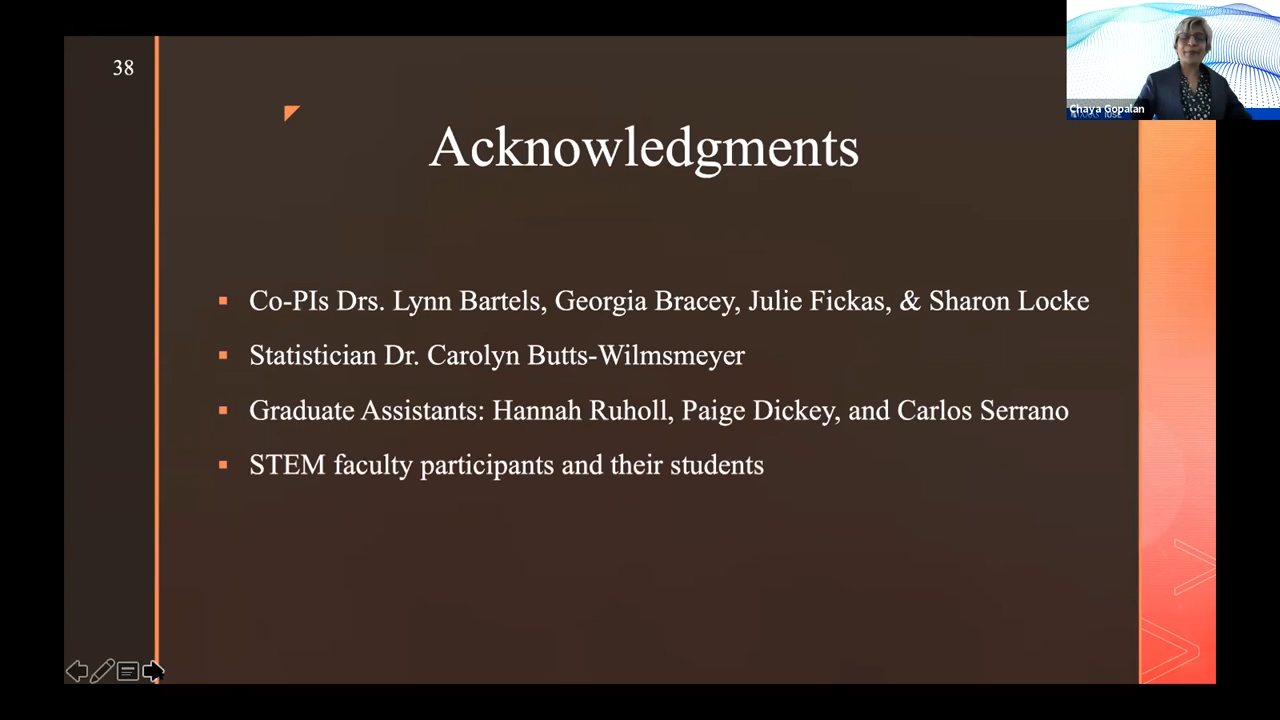 38
Chaya Gopalan
Acknowledgments
Co-PIs Drs. Lynn Bartels, Georgia Bracey, Julie Fickas, & Sharon Locke
Statistician Dr. Carolyn Butts-Wilmsmeyer
Graduate Assistants: Hannah Ruholl, Paige Dickey, and Carlos Serrano
STEM faculty participants and their students